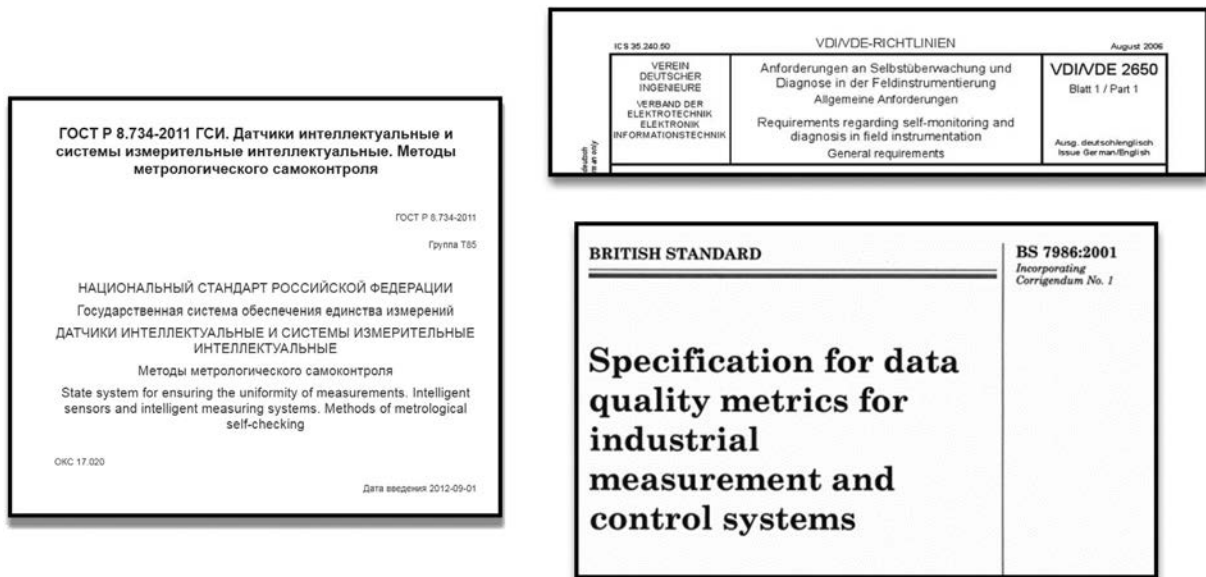 ГОСТ Р 8.734-2011 ГСИ. Датчики интеллектуальные и
системы измерительные интеллектуальные. Методы
метрологического самоконтроля
ГОСТ Р 8.734-2011
Группа Т85
НАЦИОНАЛЬНЫЙ СТАНДАРТ РОССИЙСКОЙ ФЕДЕРАЦИИ
Государственная система обеспечения единства измерений
ДАТЧИКИ ИНТЕЛЛЕКТУАЛЬНЫЕ И СИСТЕМЫ ИЗМЕРИТЕЛЬНЫЕ
ИНТЕЛЛЕКТУАЛЬНЫЕ
Методы метрологического самоконтроля
State system for ensuring the uniformity of measurements. Intelligent
sensors and intelligent measuring systems. Methods of metrological
self-checking
ОКС 17.020
Дата введения 2012-09-01
ICS 35.240.50
VDI/VDE-RICHTLINIEN
August 2006
VEREIN
DEUTSCHER
INGENIEURE
VERBAND DER
ELEKTROTECHNIK
ELEKTRONIK
INFORMATIONSTECHNIK
Anforderungen an Selbstüberwachung und
Diagnose in der Feldinstrumentierung
Allgemeine Anforderungen
Requirements regarding self-monitoring and
diagnosis in field instrumentation
General requirements
VDI/VDE 2650
Blatt 1 / Part 1
Ausg. deutsch/englisch
Issue German/English
BRITISH STANDARD
BS 7986:2001
Incorporating
Corrigendum No. 1
Specification for data
quality metrics for
industrial
measurement and
control systems